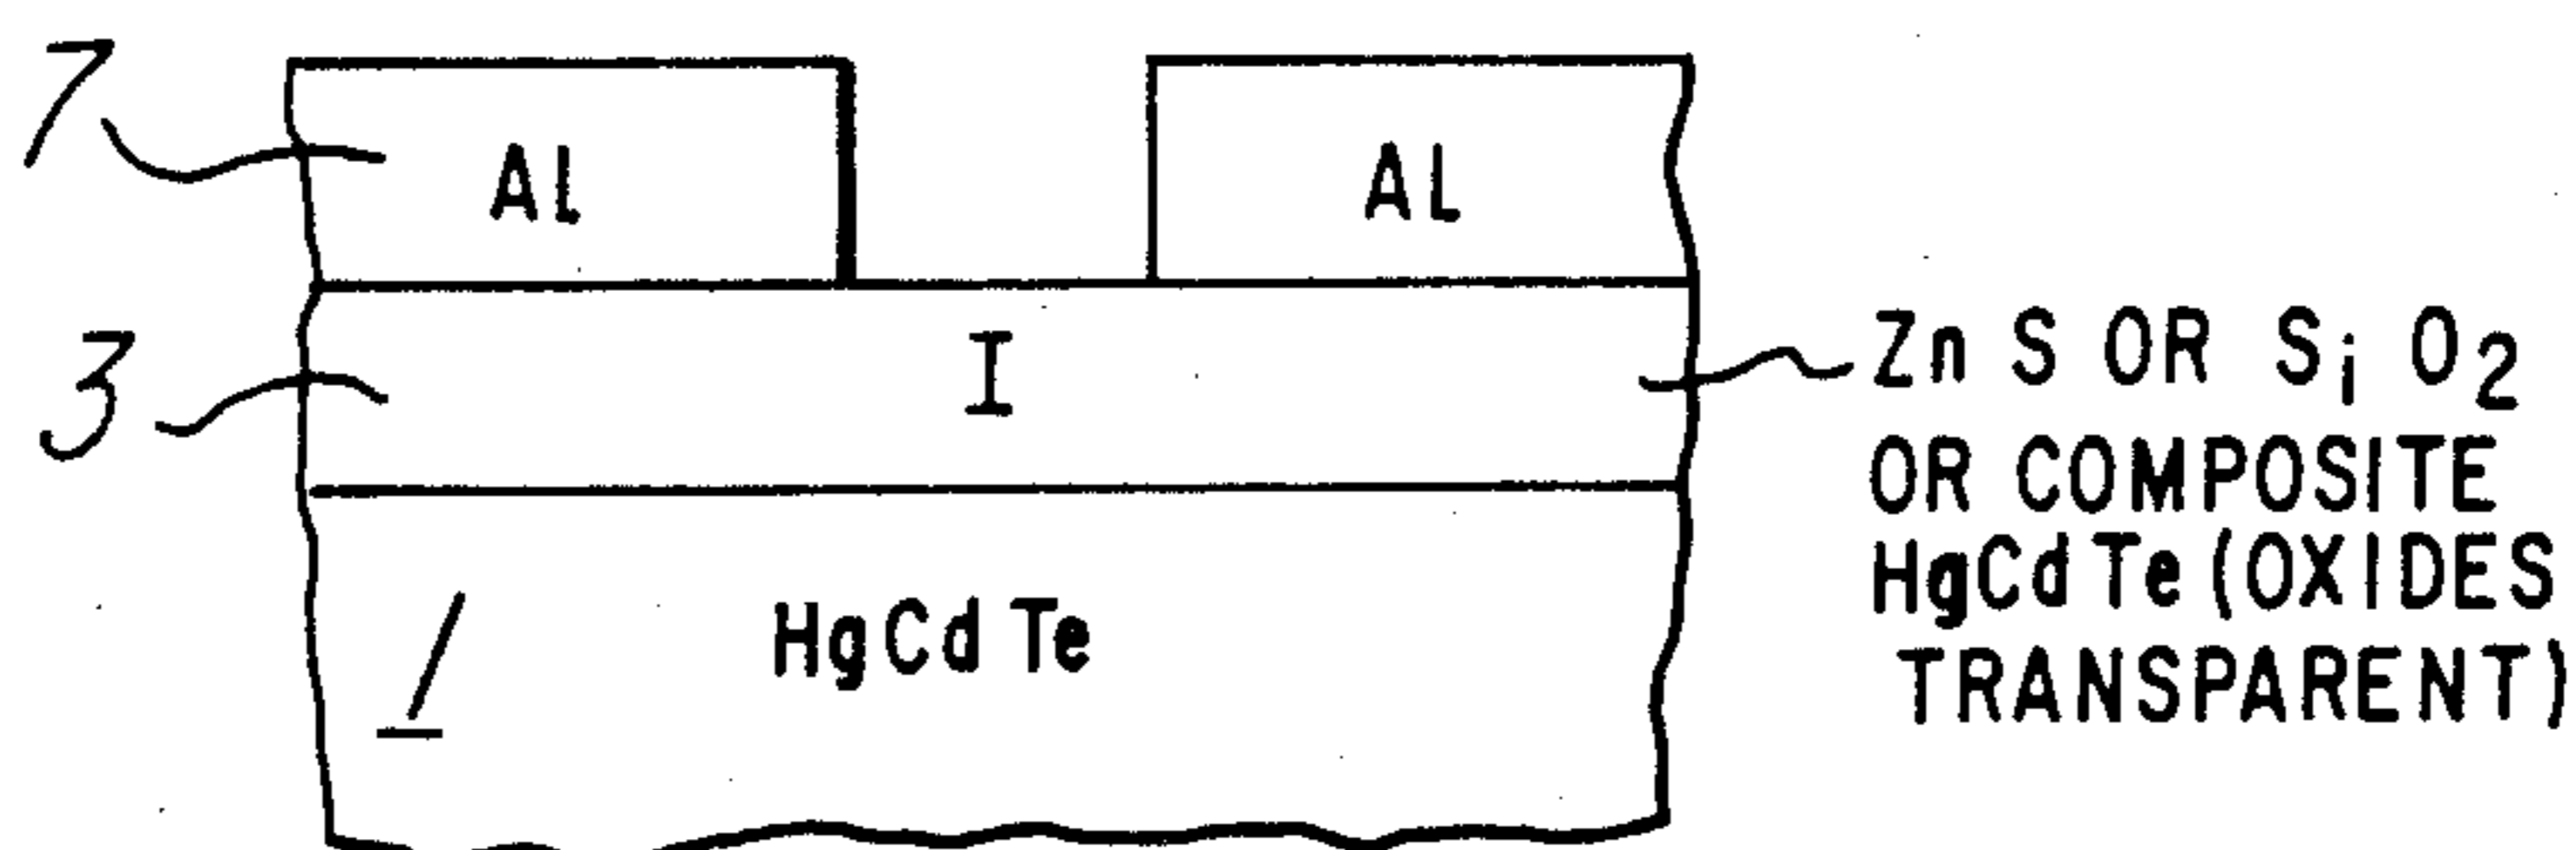 7
AL AL
3
I
Zn S OR Si O2
OR COMPOSITE
HgCd Te (OXIDES
TRANSPARENT)
1
HgCd Te